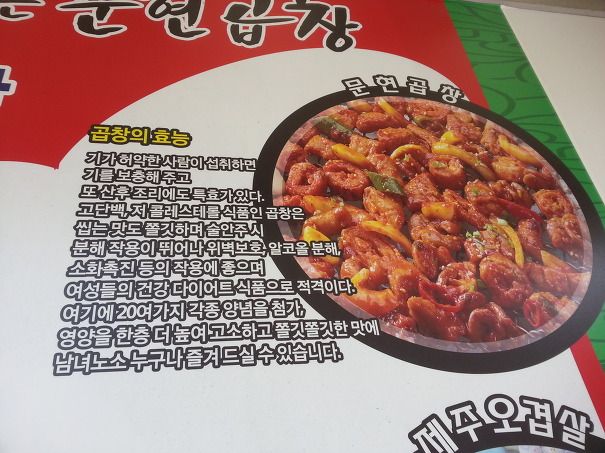 문현곱창
문현곱창
곱창의 효능
기가 허약한 사람이 섭취하면
기를 보충해 주고
또 산후 조리에도 특효가 있다.
고단백, 저 콜레스테롤 식품인 곱창은
씹는 맛도 쫄깃하며 술안주시
분해 작용이 뛰어나 위벽보호, 알코올 분해,
소화촉진 등의 작용에 좋으며
여성들의 건강 다이어트 식품으로 적격이다.
여기에 20여가지 각종 양념을 첨가,
영양을 한층 더 높여 고소하고 쫄깃쫄깃한 맛에
남녀노소 누구나 즐겨 드실 수 있습니다.
제주오겹살